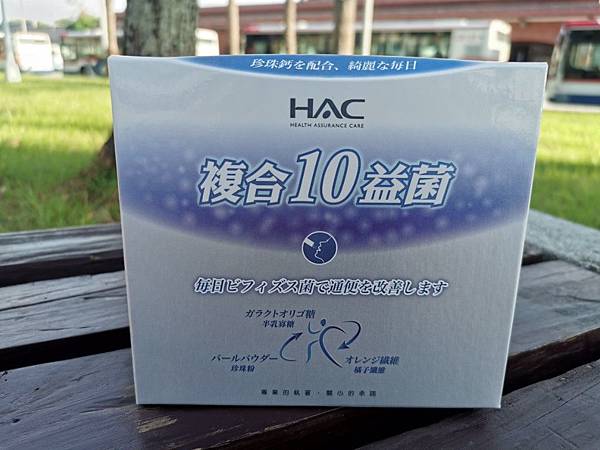 珍珠鈣を配合、綺麗な毎日
HAC
HEALTH ASSURANCE CARE
複合10益菌
毎日ビフィズス菌で通便を改善します
ガラクトオリゴ糖
半乳寡糖
パールパウダー
珍珠粉
オレンジ繊維
橘子纖維
專業的執著・關心的承諾